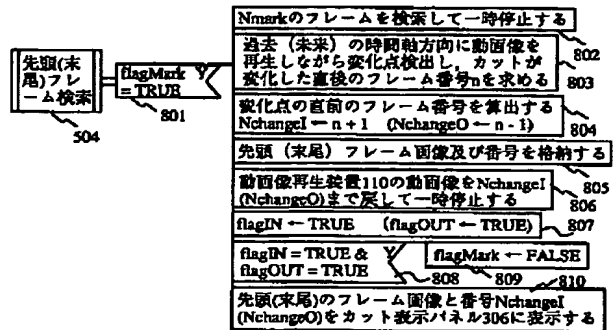 Nmarkのフレームを検索して一時停止する
802
先頭(末
尾)フレ
ーム検索
504
flagMark
= TRUE
Y
801
過去（未来）の時間軸方向に動画像を
再生しながら変化点検出し，カットが
変化した直後のフレーム番号nを求める
803
変化点の直前のフレーム番号を算出する
NchangeI ← n + 1 (NchangeO ← n - 1)
804
先頭（末尾）フレーム画像及び番号を格納する
805
動画像再生装置110の動画像をNchangeI
(NchangeO)まで戻して一時停止する
806
flagIN ← TRUE (flagOUT ← TRUE)
807
flagIN = TRUE &
flagOUT = TRUE
Y
808
flagMark ← FALSE
809
810
先頭(末尾)のフレーム画像と番号NchangeI
(NchangeO)をカット表示パネル306に表示する